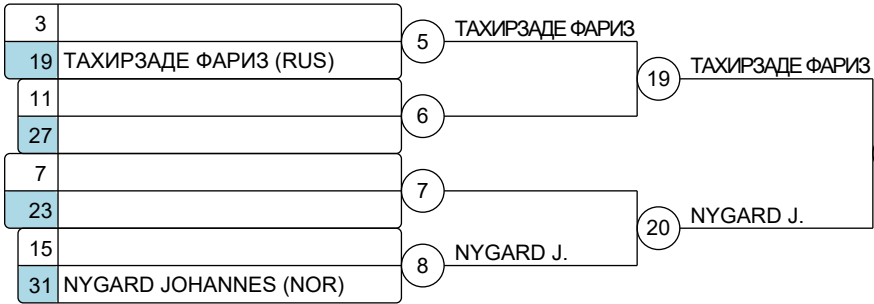 3
19 ТАХИРЗАДЕ ФАРИЗ (RUS)
5 ТАХИРЗАДЕ ФАРИЗ
11
27
6
19 ТАХИРЗАДЕ ФАРИЗ
7
23
7
15
31 NYGARD JOHANNES (NOR)
8 NYGARD J.
20 NYGARD J.